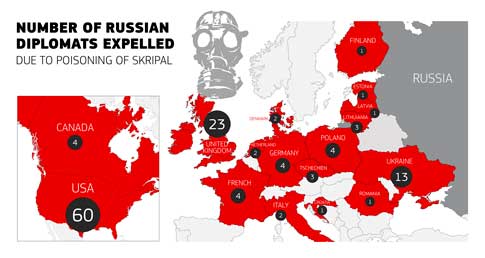 NUMBER OF RUSSIAN
DIPLOMATS EXPELLED
DUE TO POISONING OF SKRIPAL
FINLAND
1
RUSSIA
ESTONIA
1
LATVIA
1
LITHUANIA
3
DENMARK
2
23
UNITED
KINGDOM
NETHERLAND
2
POLAND
4
GERMANY
4
TSCHECHIEN
3
UKRAINE
13
FRENCH
4
ROMANIA
1
ITALY
2
1
CANADA
4
USA
60